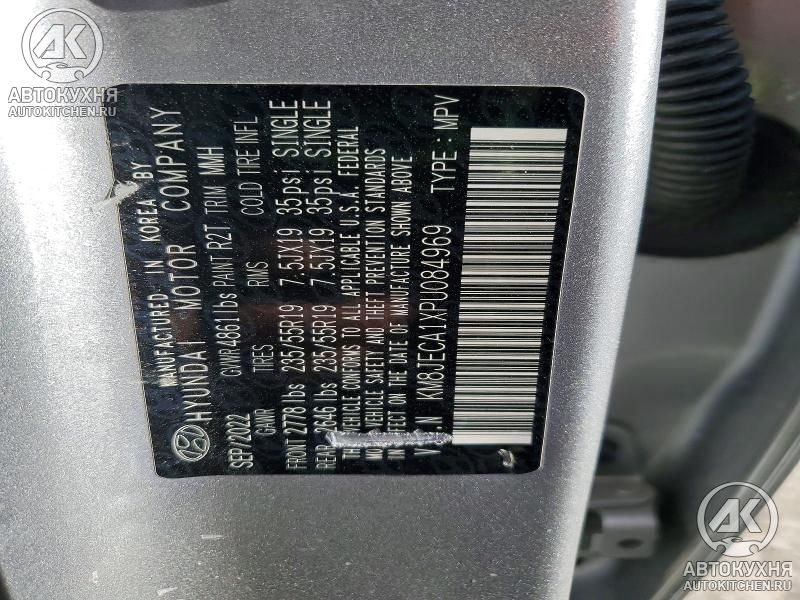 MANUFACTURED IN KOREA BY
HYUNDAI MOTOR COMPANY
SEP/2022 GVWR 4861 lbs PAINT R2T TRIM MMH
GAWR TIRES RIMS COLD TIRE INFL
FRONT 2778 lbs 235/55R19 7.5JX19 35psi SINGLE
REAR 2646 lbs 235/55R19 7.5JX19 35psi SINGLE
THIS VEHICLE CONFORMS TO ALL APPLICABLE U.S.A. FEDERAL
MOTOR VEHICLE SAFETY AND THEFT PREVENTION STANDARDS
IN EFFECT ON THE DATE OF MANUFACTURE SHOWN ABOVE
V.I.N KM8JECA1XPU084969 TYPE : MPV
АК
АВТОКУХНЯ
AUTOKITCHEN.RU
АК
АВТОКУХНЯ
AUTOKITCHEN.RU